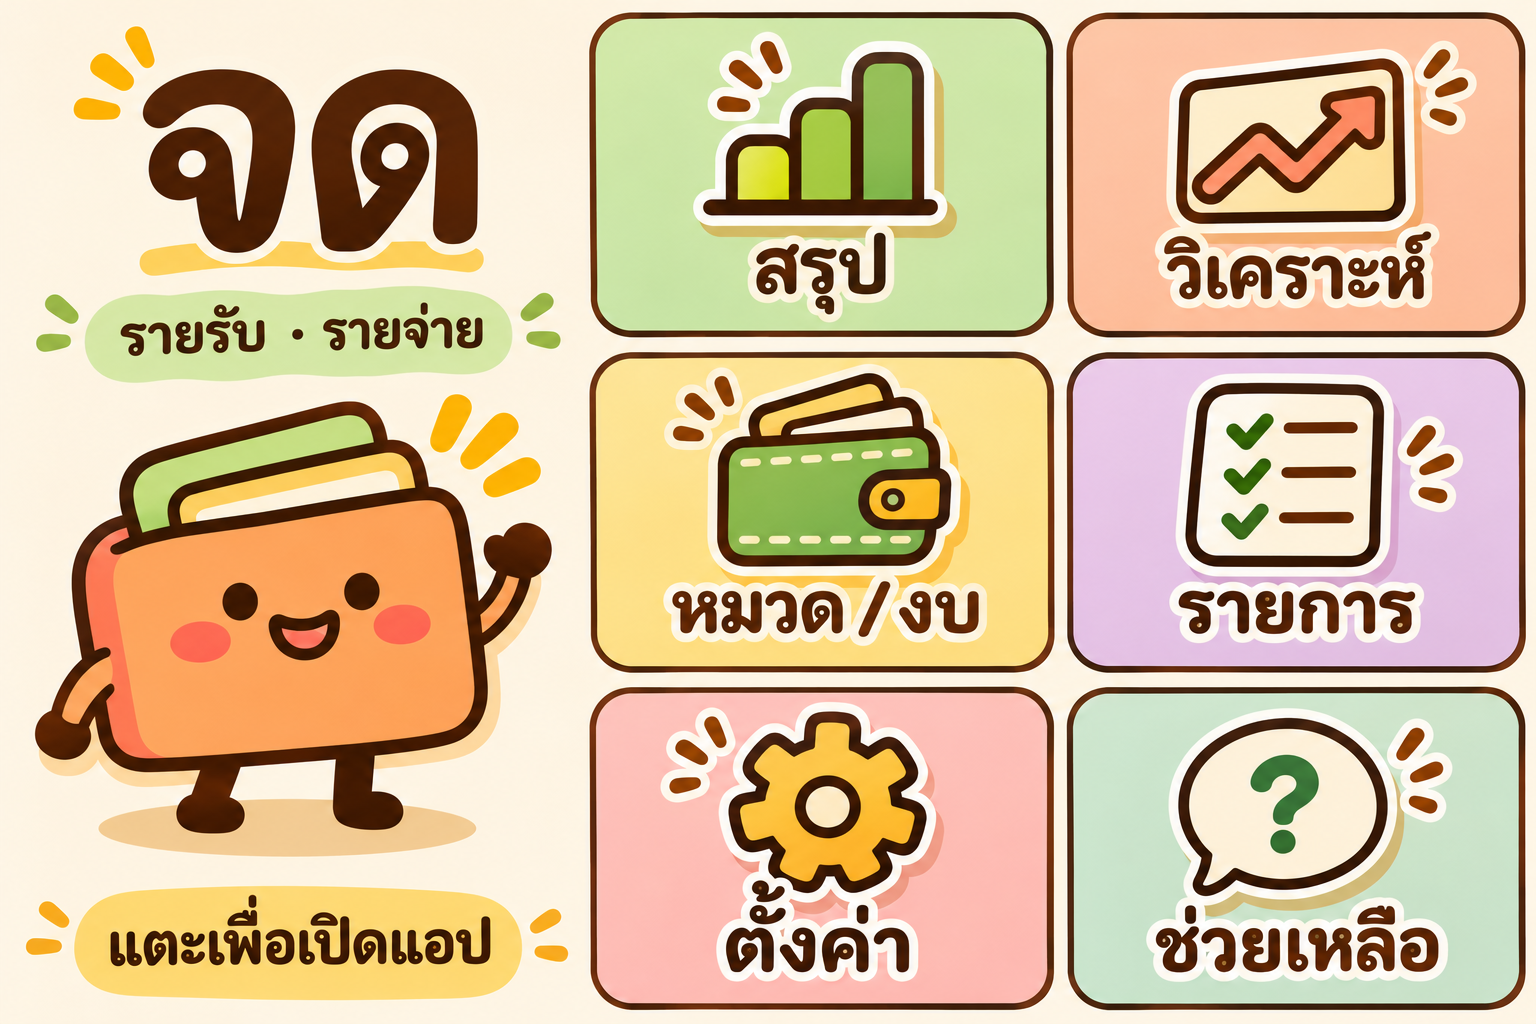 จด
รายรับ · รายจ่าย
แตะเพื่อเปิดแอป
สรุป
วิเคราะห์
หมวด/งบ
รายการ
ตั้งค่า
ช่วยเหลือ